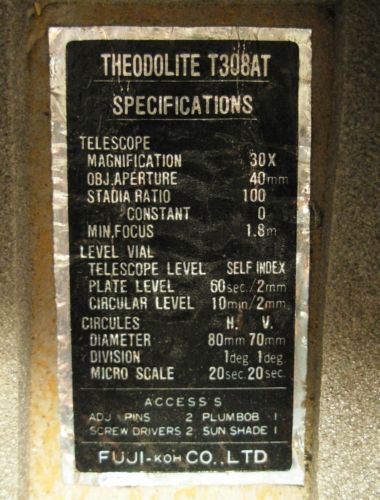 THEODOLITE T308AT
SPECIFICATIONS
TELESCOPE
MAGNIFICATION 30X
OBJ.APERTURE 40mm
STADIA RATIO 100
CONSTANT 0
MIN.FOCUS 1.8m
LEVEL VIAL
TELESCOPE LEVEL SELF INDEX
PLATE LEVEL 60sec./2mm
CIRCULAR LEVEL 10min/2mm
CIRCULES H. V.
DIAMETER 80mm 70mm
DIVISION 1deg. 1deg.
MICRO SCALE 20sec. 20sec.
ACCESS S
ADJ PINS 2 PLUMBOB 1
SCREW DRIVERS 2 SUN SHADE 1
FUJI-KOH CO., LTD